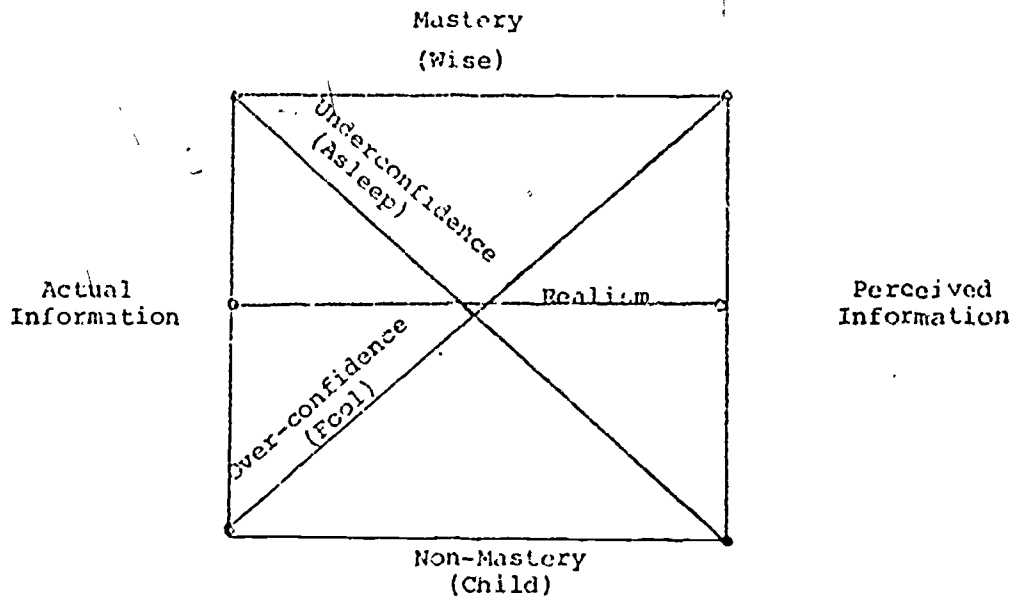 Mastery
(Wise)
Underconfidence
(Asleep)
Actual
Information
Realism
Perceived
Information
Over-confidence
(Fool)
Non-Mastery
(Child)